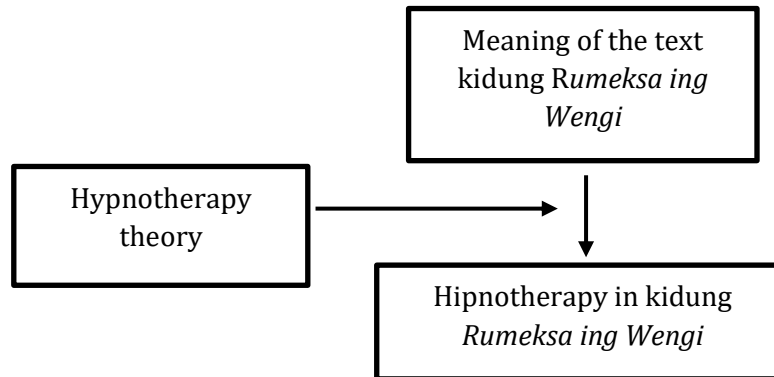 Meaning of the text
kidung Rumeksa ing
Wengi
Hypnotherapy
theory
Hipnotherapy in kidung
Rumeksa ing Wengi